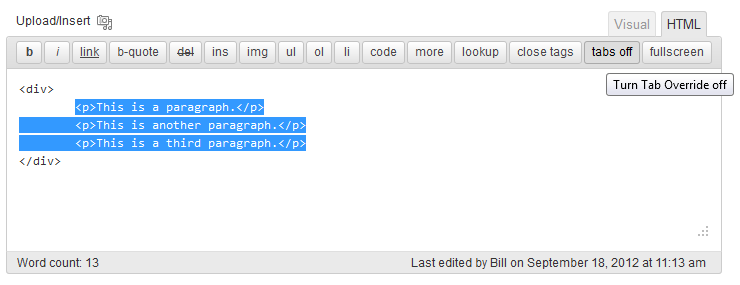 Upload/Insert
Visual HTML
b i link b-quote del ins img ul ol li code more lookup close tags tabs off fullscreen
Turn Tab Override off
<div>
<p>This is a paragraph.</p>
<p>This is another paragraph.</p>
<p>This is a third paragraph.</p>
</div>
Word count: 13 Last edited by Bill on September 18, 2012 at 11:13 am